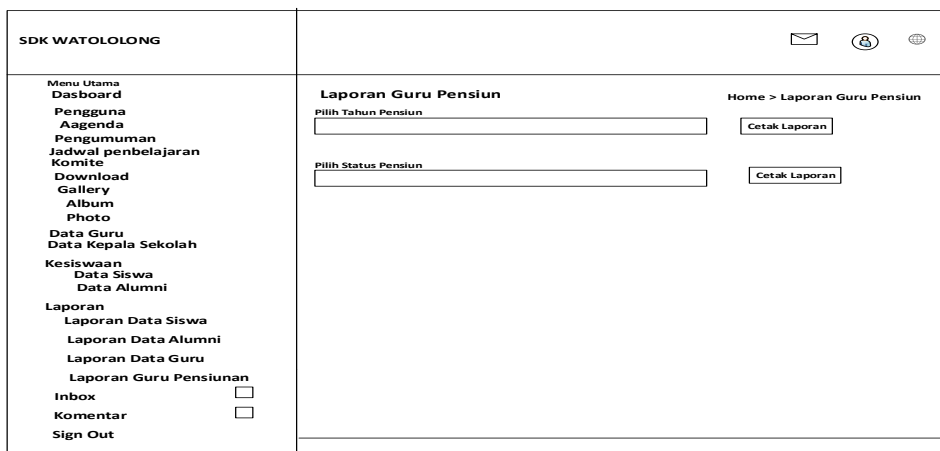 SDK WATOLOLONG
Menu Utama
Dasboard
Pengguna
Aagenda
Pengumuman
Jadwal penbelajaran
Komite
Download
Gallery
Album
Photo
Data Guru
Data Kepala Sekolah
Kesiswaan
Data Siswa
Data Alumni
Laporan
Laporan Data Siswa
Laporan Data Alumni
Laporan Data Guru
Laporan Guru Pensiunan
Inbox
Komentar
Sign Out
Laporan Guru Pensiun
Home > Laporan Guru Pensiun
Pilih Tahun Pensiun
Cetak Laporan
Pilih Status Pensiun
Cetak Laporan